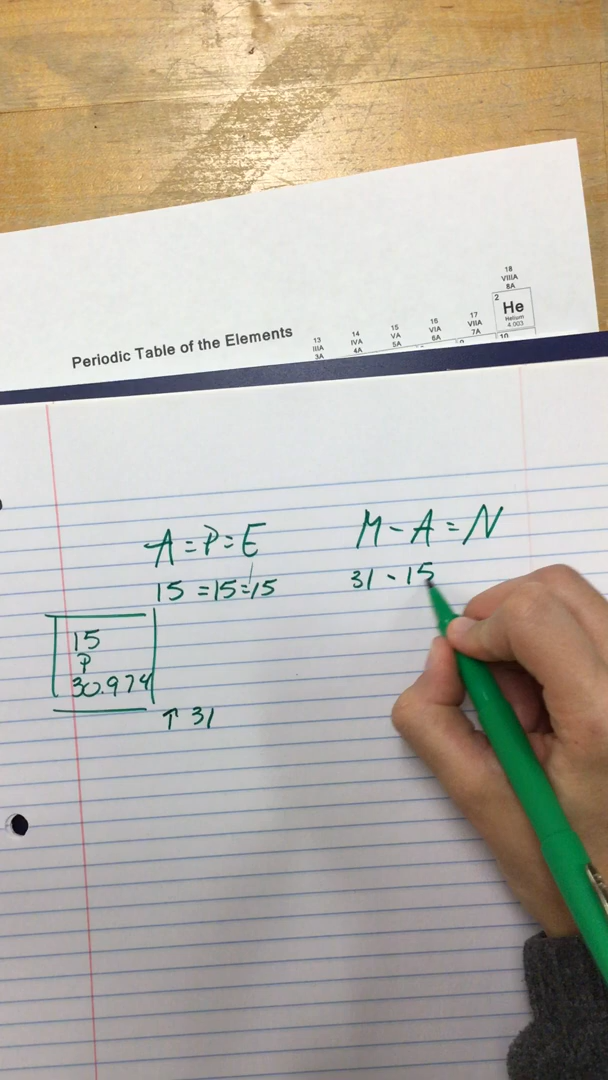 18
VIIIA
8A
2
He
Helium
4.003
13
IIIA
3A
14
IVA
4A
15
VA
5A
16
VIA
6A
17
VIIA
7A
10
Periodic Table of the Elements
A = P = E
15 = 15 = 15
M - A = N
31 - 15
15
P
30.974
↑ 31